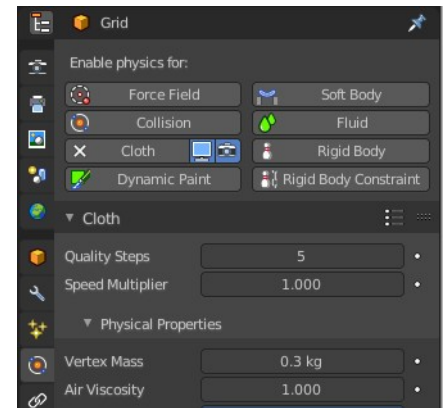 Grid
Enable physics for:
Force Field Soft Body
Collision Fluid
Cloth Rigid Body
Dynamic Paint Rigid Body Constraint
Cloth
Quality Steps 5
Speed Multiplier 1.000
Physical Properties
Vertex Mass 0.3 kg
Air Viscosity 1.000